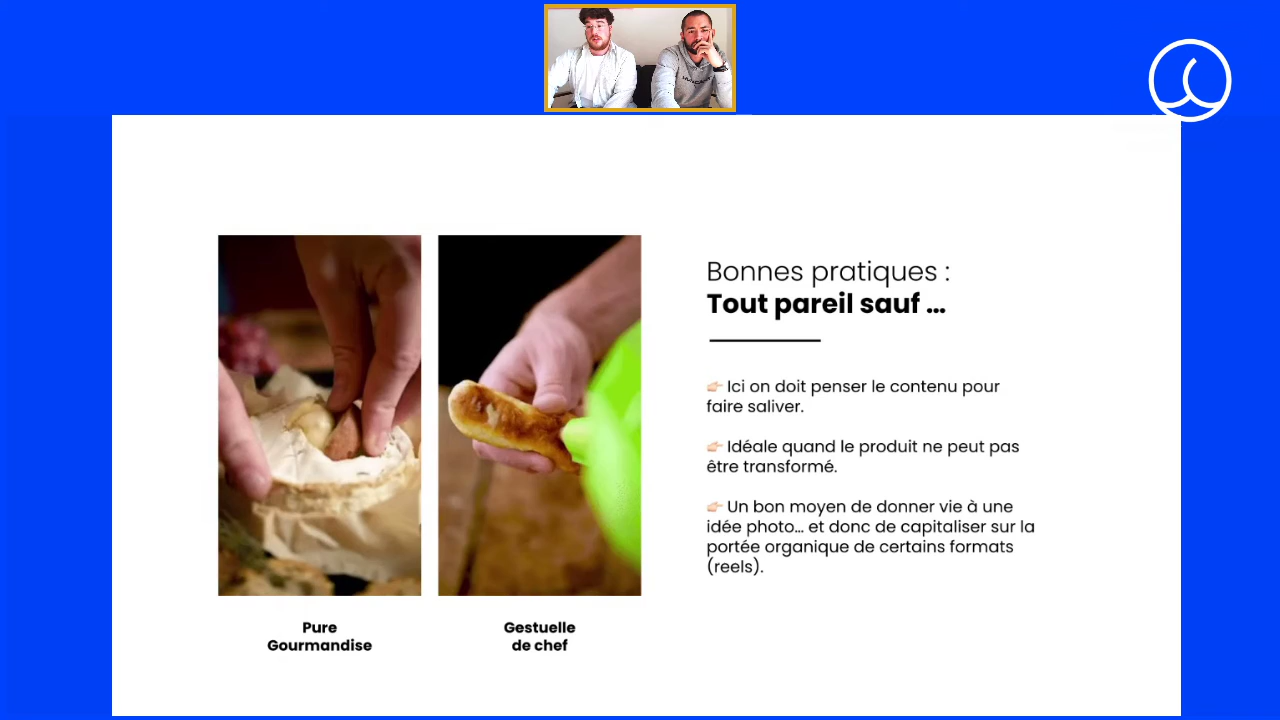 Bonnes pratiques :
Tout pareil sauf ...
👉🏻 Ici on doit penser le contenu pour
faire saliver.
👉🏻 Idéale quand le produit ne peut pas
être transformé.
👉🏻 Un bon moyen de donner vie à une
idée photo... et donc de capitaliser sur la
portée organique de certains formats
(reels).
Pure
Gourmandise
Gestuelle
de chef